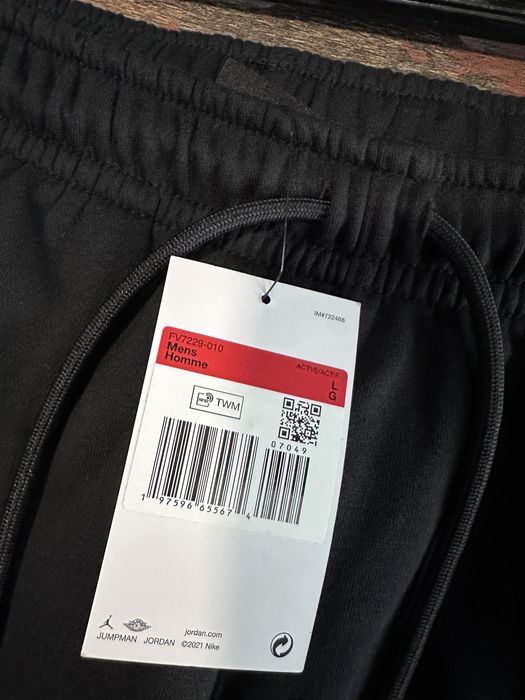 IM#722468
FV7229-010
Mens
Homme
ACTVE/ACTIF
L
G
RFID TWM
07049
1 97596 65567 4
JUMPMAN JORDAN
jordan.com
©2021 Nike